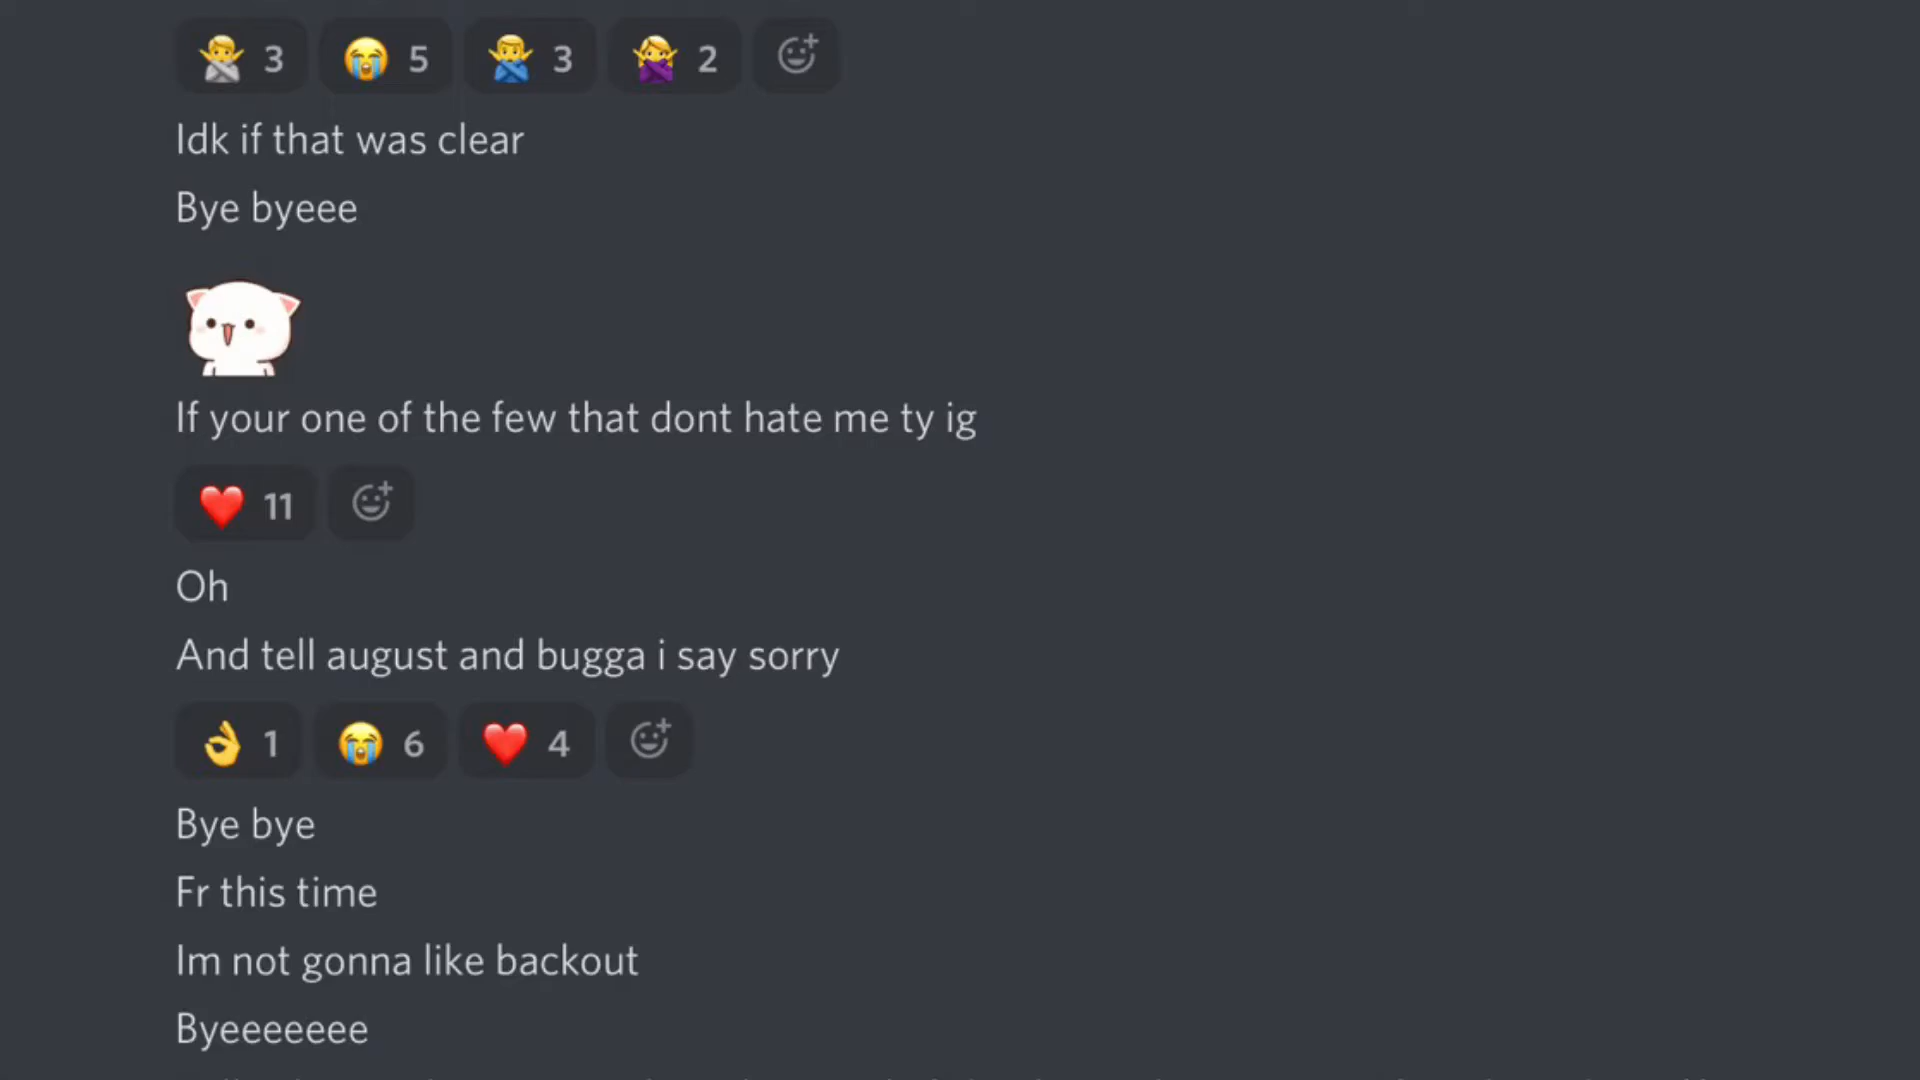 3 5 3 2
Idk if that was clear
Bye byeee
If your one of the few that dont hate me ty ig
11
Oh
And tell august and bugga i say sorry
1 6 4
Bye bye
Fr this time
Im not gonna like backout
Byeeeeeee